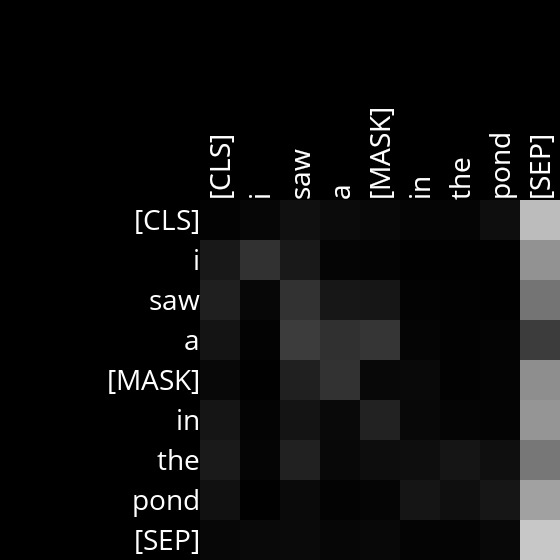 [CLS] i saw a [MASK] in the pond [SEP]
[CLS]
i
saw
a
[MASK]
in
the
pond
[SEP]